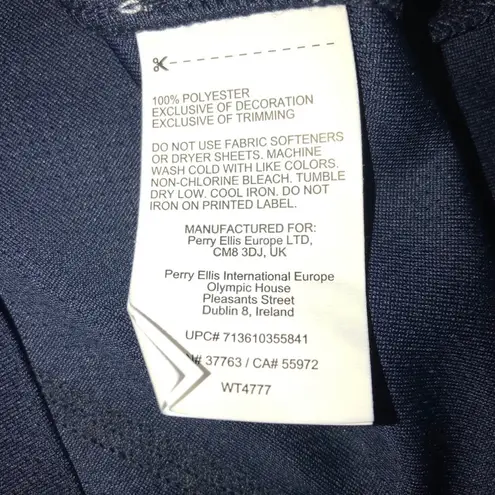 100% POLYESTER
EXCLUSIVE OF DECORATION
EXCLUSIVE OF TRIMMING
DO NOT USE FABRIC SOFTENERS
OR DRYER SHEETS. MACHINE
WASH COLD WITH LIKE COLORS.
NON-CHLORINE BLEACH. TUMBLE
DRY LOW. COOL IRON. DO NOT
IRON ON PRINTED LABEL.
MANUFACTURED FOR:
Perry Ellis Europe LTD,
CM8 3DJ, UK
Perry Ellis International Europe
Olympic House
Pleasants Street
Dublin 8, Ireland
UPC# 713610355841
# 37763 / CA# 55972
WT4777